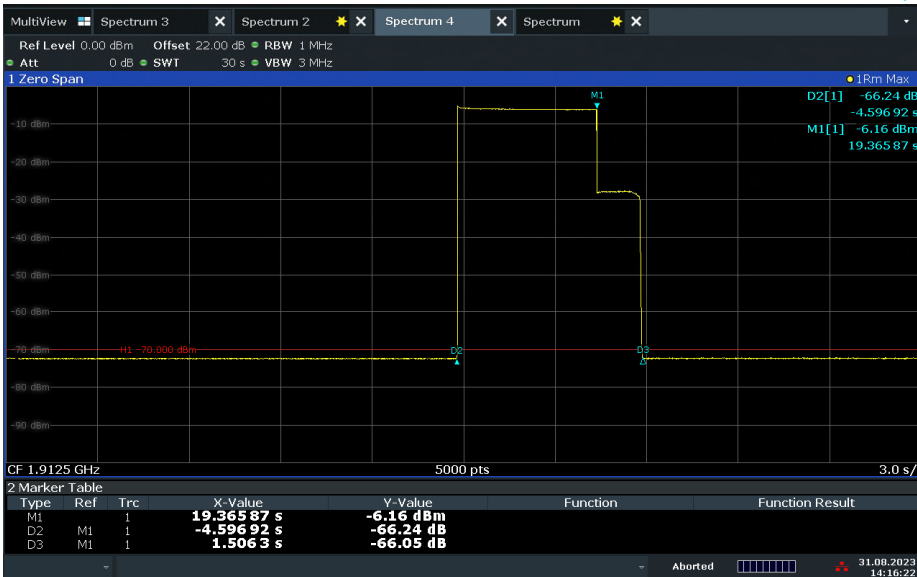 MultiView Spectrum 3 Spectrum 2 Spectrum 4 Spectrum
Ref Level 0.00 dBm Offset 22.00 dB RBW 1 MHz
Att 0 dB SWT 30 s VBW 3 MHz
1 Zero Span 1Rm Max
M1 D2[1] -66.24 dB
-4.596 92 s
-10 dBm M1[1] -6.16 dBm
19.365 87 s
-20 dBm
-30 dBm
-40 dBm
-50 dBm
-60 dBm
-70 dBm H1 -70.000 dBm D2 D3
-80 dBm
-90 dBm
CF 1.9125 GHz 5000 pts 3.0 s/
2 Marker Table
Type Ref Trc X-Value Y-Value Function Function Result
M1 1 19.365 87 s -6.16 dBm
D2 M1 1 -4.596 92 s -66.24 dB
D3 M1 1 1.506 3 s -66.05 dB
Aborted 31.08.2023
14:16:22